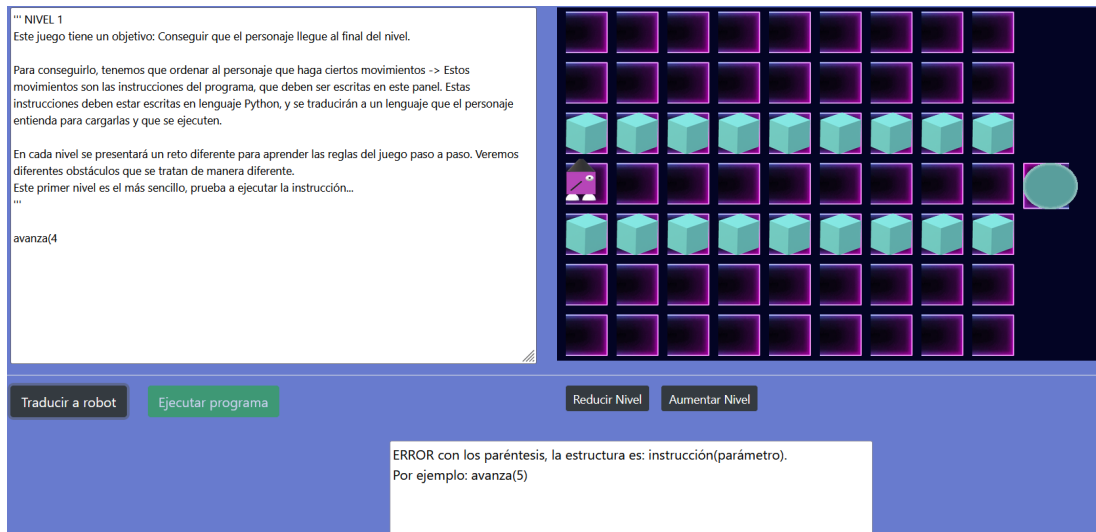 ''' NIVEL 1
Este juego tiene un objetivo: Conseguir que el personaje llegue al final del nivel.
Para conseguirlo, tenemos que ordenar al personaje que haga ciertos movimientos -> Estos
movimientos son las instrucciones del programa, que deben ser escritas en este panel. Estas
instrucciones deben estar escritas en lenguaje Python, y se traducirán a un lenguaje que el personaje
entienda para cargarlas y que se ejecuten.
En cada nivel se presentará un reto diferente para aprender las reglas del juego paso a paso. Veremos
diferentes obstáculos que se tratan de manera diferente.
Este primer nivel es el más sencillo, prueba a ejecutar la instrucción...
'''
avanza(4
Traducir a robot
Ejecutar programa
Reducir Nivel
Aumentar Nivel
ERROR con los paréntesis, la estructura es: instrucción(parámetro).
Por ejemplo: avanza(5)